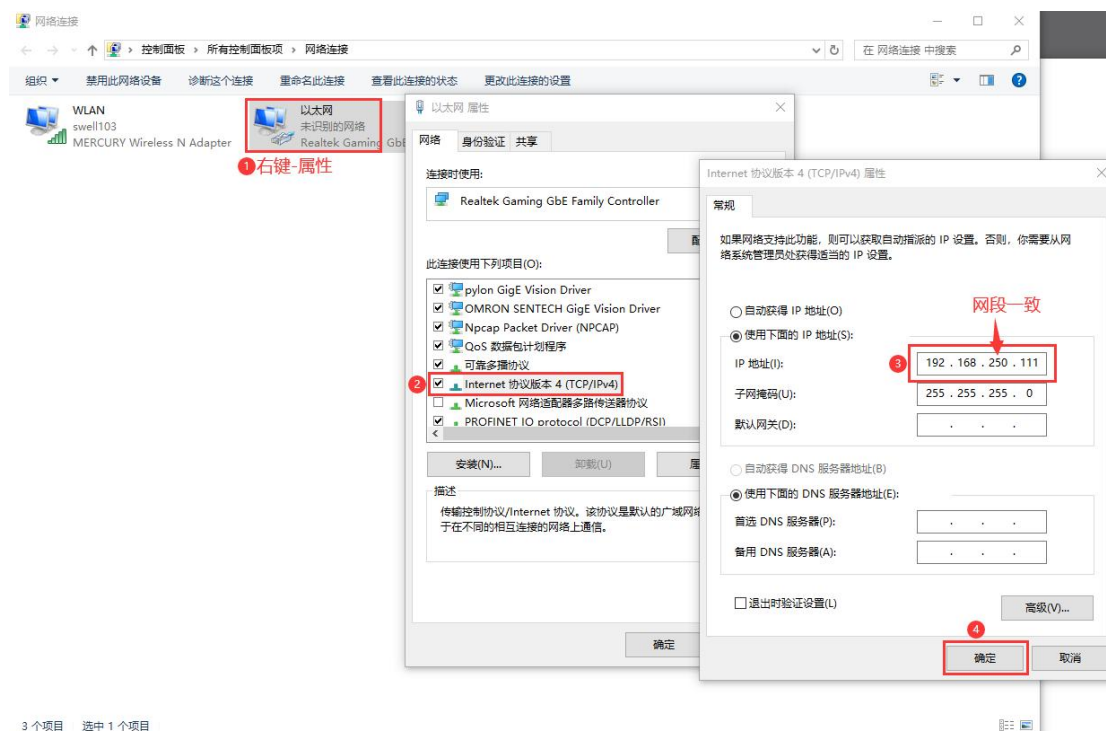 网络连接
控制面板 › 所有控制面板项 › 网络连接
在 网络连接 中搜索
组织 禁用此网络设备 诊断这个连接 重命名此连接 查看此连接的状态 更改此连接的设置
WLAN
swell103
MERCURY Wireless N Adapter
以太网
未识别的网络
Realtek Gaming GbE
1 右键-属性
以太网 属性
网络 身份验证 共享
连接时使用:
Realtek Gaming GbE Family Controller
此连接使用下列项目(O):
pylon GigE Vision Driver
OMRON SENTECH GigE Vision Driver
Npcap Packet Driver (NPCAP)
QoS 数据包计划程序
可靠多播协议
2 Internet 协议版本 4 (TCP/IPv4)
Microsoft 网络适配器多路传送器协议
PROFINET IO protocol (DCP/LLDP/RSI)
安装(N)... 卸载(U)
描述
传输控制协议/Internet 协议。该协议是默认的广域网络
于在不同的相互连接的网络上通信。
确定
Internet 协议版本 4 (TCP/IPv4) 属性
常规
如果网络支持此功能，则可以获取自动指派的 IP 设置。否则，你需要从网
络系统管理员处获得适当的 IP 设置。
网段一致
自动获得 IP 地址(O)
使用下面的 IP 地址(S):
IP 地址(I): 3 192 . 168 . 250 . 111
子网掩码(U): 255 . 255 . 255 . 0
默认网关(D): . . .
自动获得 DNS 服务器地址(B)
使用下面的 DNS 服务器地址(E):
首选 DNS 服务器(P): . . .
备用 DNS 服务器(A): . . .
退出时验证设置(L)
高级(V)...
4
确定 取消
3 个项目 选中 1 个项目